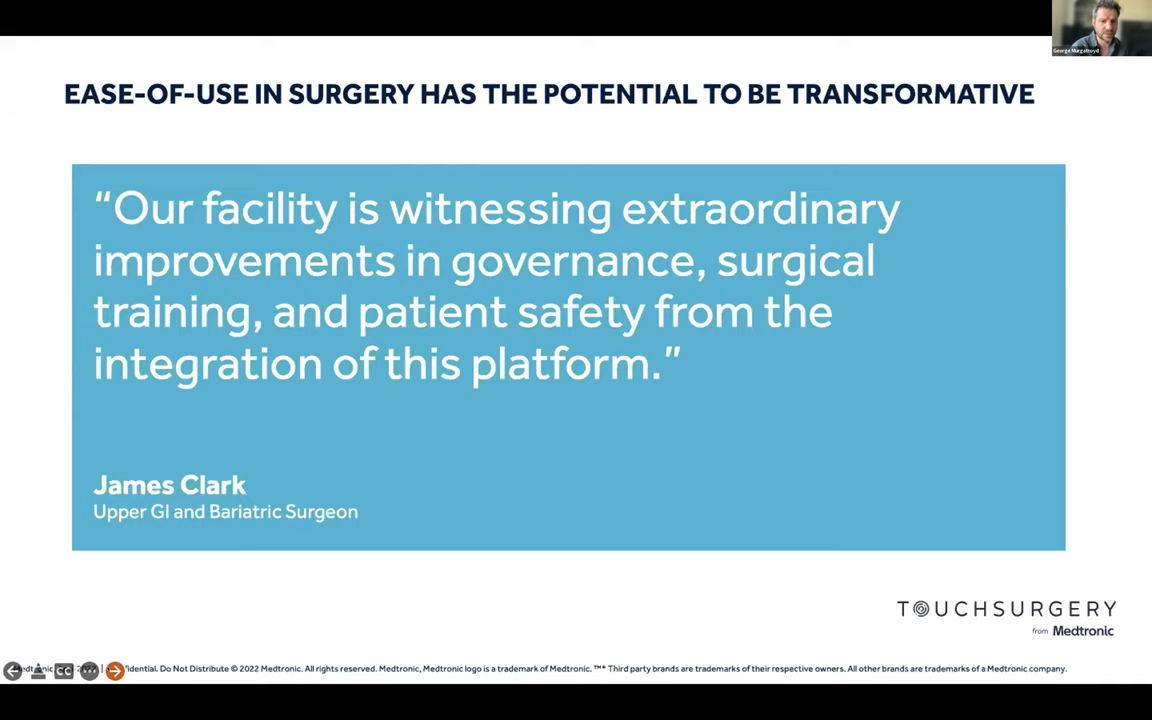 George Murgatroyd
EASE-OF-USE IN SURGERY HAS THE POTENTIAL TO BE TRANSFORMATIVE
“Our facility is witnessing extraordinary
improvements in governance, surgical
training, and patient safety from the
integration of this platform.”
James Clark
Upper GI and Bariatric Surgeon
TOUCHSURGERY
from Medtronic
CC
Do Not Distribute © 2022 Medtronic. All rights reserved. Medtronic, Medtronic logo is a trademark of Medtronic. ™* Third party brands are trademarks of their respective owners. All other brands are trademarks of a Medtronic company.